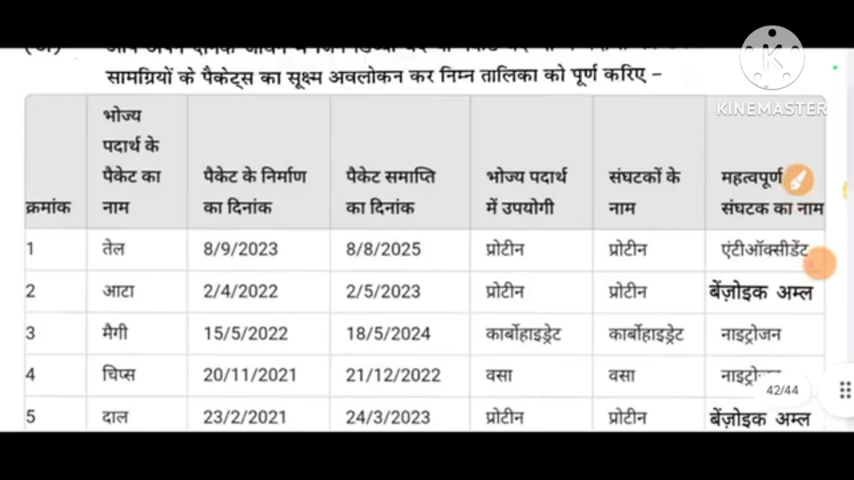 KINEMASTER
सामग्रियों के पैकेट्स का सूक्ष्म अवलोकन कर निम्न तालिका को पूर्ण करिए –
क्रमांक भोज्य पदार्थ के पैकेट का नाम पैकेट के निर्माण का दिनांक पैकेट समाप्ति का दिनांक भोज्य पदार्थ में उपयोगी संघटकों के नाम महत्वपूर्ण संघटक का नाम
1 तेल 8/9/2023 8/8/2025 प्रोटीन प्रोटीन एंटीऑक्सीडेंट
2 आटा 2/4/2022 2/5/2023 प्रोटीन प्रोटीन बेंज़ोइक अम्ल
3 मैगी 15/5/2022 18/5/2024 कार्बोहाइड्रेट कार्बोहाइड्रेट नाइट्रोजन
4 चिप्स 20/11/2021 21/12/2022 वसा वसा
42/44
5 दाल 23/2/2021 24/3/2023 प्रोटीन प्रोटीन बेंज़ोइक अम्ल